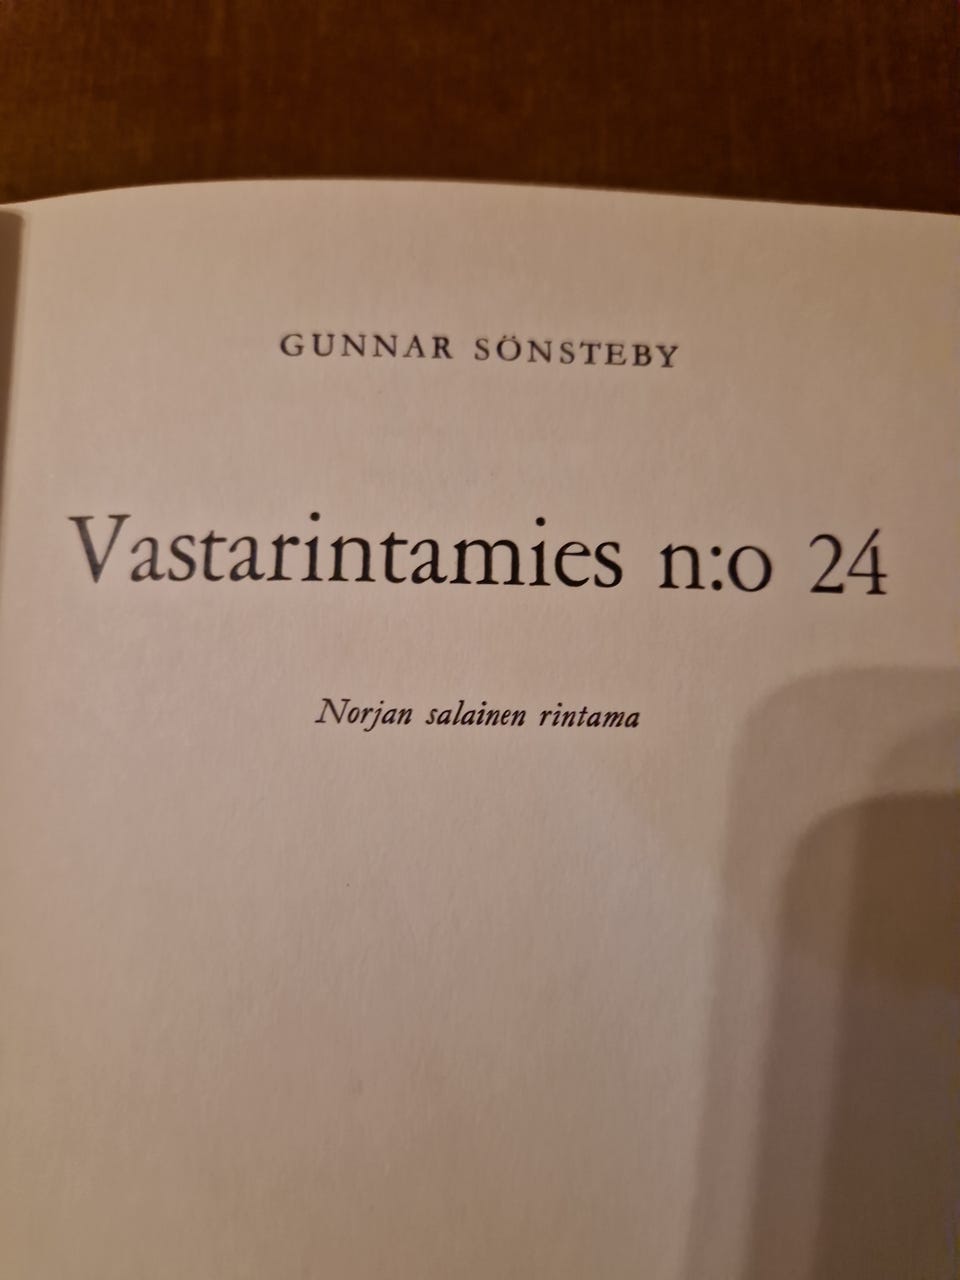 GUNNAR SÖNSTEBY
Vastarintamies n:o 24
Norjan salainen rintama